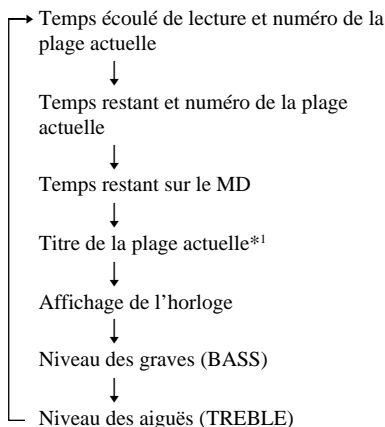 Temps écoulé de lecture et numéro de la
plage actuelle
Temps restant et numéro de la plage
actuelle
Temps restant sur le MD
Titre de la plage actuelle*1
Affichage de l’horloge
Niveau des graves (BASS)
Niveau des aiguës (TREBLE)